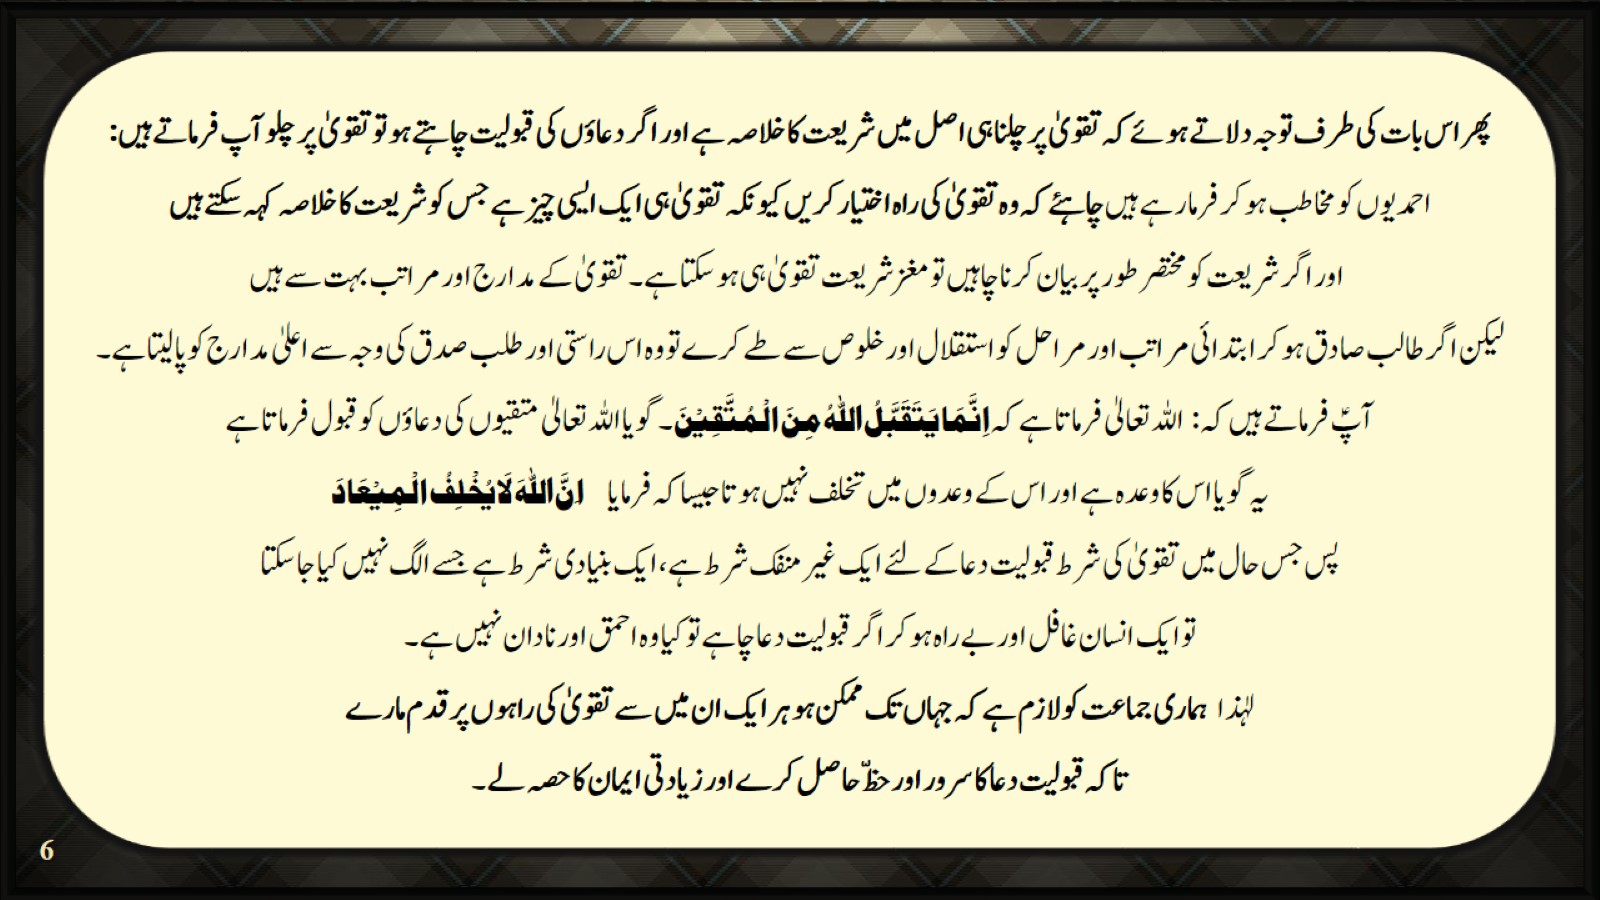 پھر اس بات کی طرف توجہ دلاتے ہوئے کہ تقویٰ پر چلنا ہی اصل میں شریعت کا خلاصہ ہے اور اگر دعاؤں کی قبولیت چاہتے ہو تو تقویٰ پر چلو آپ فرماتے ہیں:
احمدیوں کو مخاطب ہو کر فرما رہے ہیں چاہئے کہ وہ تقویٰ کی راہ اختیار کریں کیونکہ تقویٰ ہی ایک ایسی چیز ہے جس کو شریعت کا خلاصہ کہہ سکتے ہیں
اور اگر شریعت کو مختصر طور پر بیان کرنا چاہیں تو مغز شریعت تقویٰ ہی ہو سکتا ہے۔ تقویٰ کے مدارج اور مراتب بہت سے ہیں
لیکن اگر طالب صادق ہو کر ابتدائی مراتب اور مراحل کو استقلال اور خلوص سے طے کرے تو وہ اس راستی اور طلب صدق کی وجہ سے اعلیٰ مدارج کو پالیتا ہے۔
آپؑ فرماتے ہیں کہ: اللہ تعالیٰ فرماتا ہے کہ اِنَّمَا یَتَقَبَّلُ اللّٰہُ مِنَ الْمُتَّقِیْنَ۔ گویا اللہ تعالیٰ متقیوں کی دعاؤں کو قبول فرماتا ہے
یہ گویا اس کا وعدہ ہے اور اس کے وعدوں میں تخلف نہیں ہوتا جیسا کہ فرمایا اِنَّ اللّٰہَ لَا یُخْلِفُ الْمِیْعَادَ
پس جس حال میں تقویٰ کی شرط قبولیت دعا کے لئے ایک غیر منفک شرط ہے، ایک بنیادی شرط ہے جسے الگ نہیں کیا جا سکتا
تو ایک انسان غافل اور بے راہ ہو کر اگر قبولیت دعا چاہے تو کیا وہ احمق اور نادان نہیں ہے۔
لہٰذا ہماری جماعت کو لازم ہے کہ جہاں تک ممکن ہو ہر ایک ان میں سے تقویٰ کی راہوں پر قدم مارے
تاکہ قبولیت دعا کا سرور اور حظّ حاصل کرے اور زیادتی ایمان کا حصہ لے۔
6